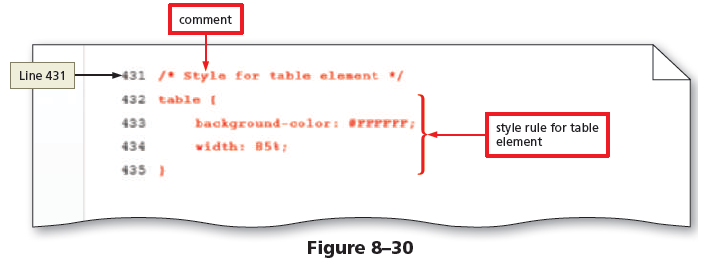 comment
Line 431
431 /* Style for table element */
432 table {
433 background-color: #FFFFFF;
434 width: 85%;
435 }
style rule for table
element
Figure 8–30